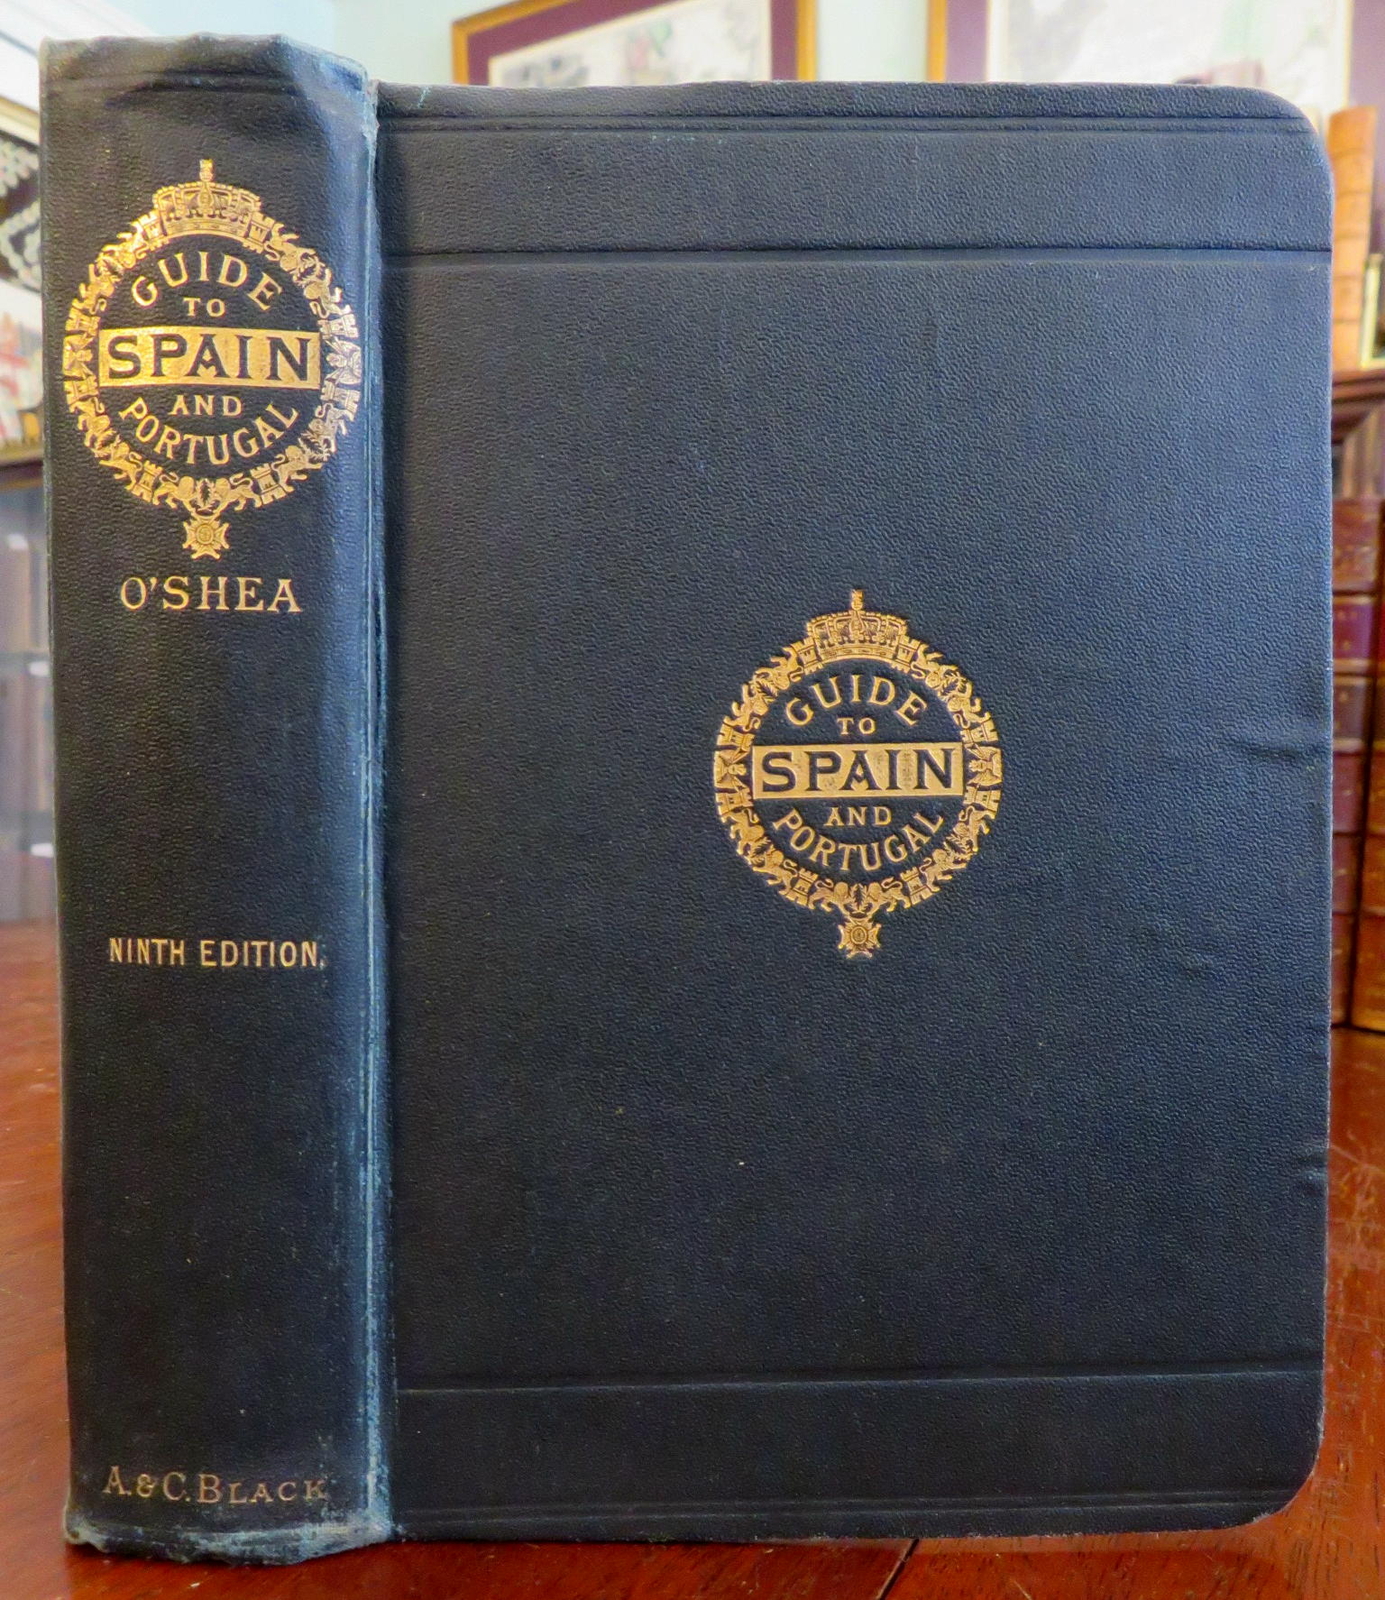 GUIDE
TO
SPAIN
AND
PORTUGAL
O'SHEA
NINTH EDITION.
A. & C. BLACK
GUIDE
TO
SPAIN
AND
PORTUGAL